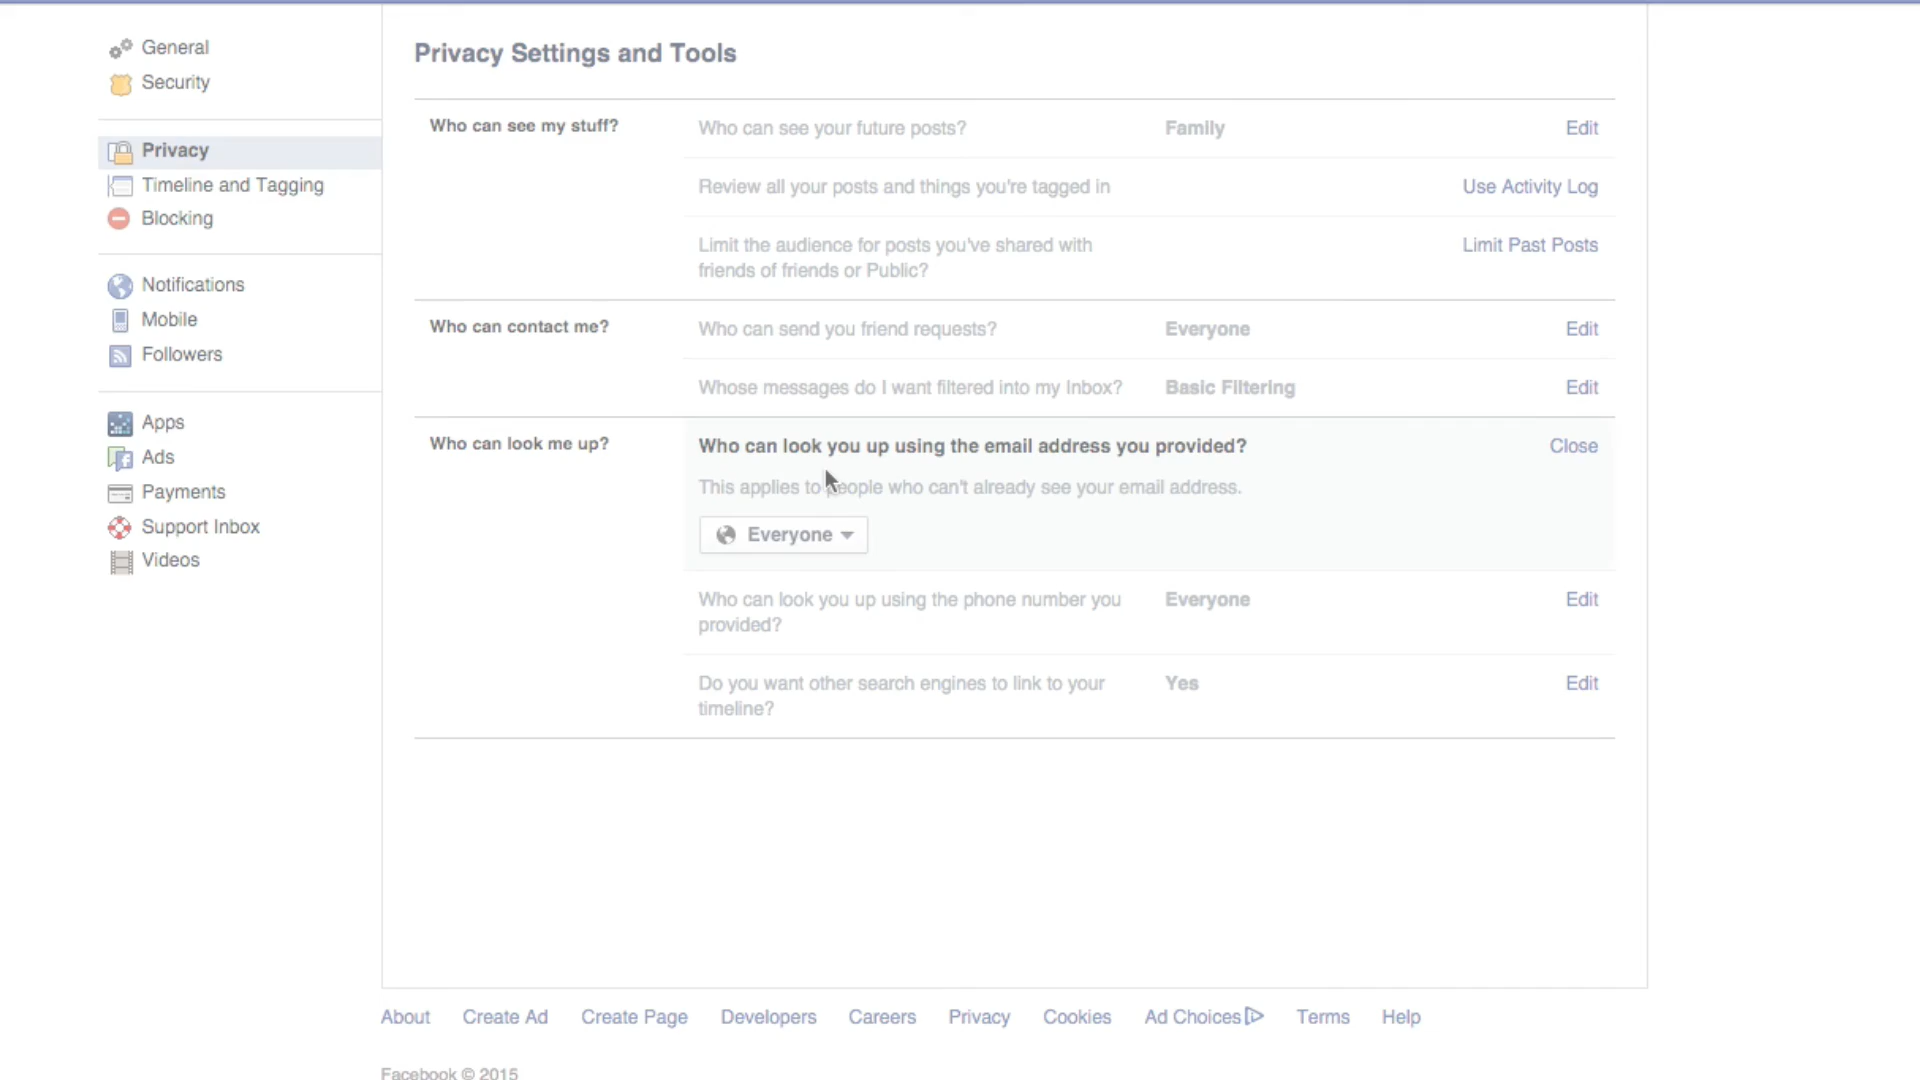 General
Security
Privacy
Timeline and Tagging
Blocking
Notifications
Mobile
Followers
Apps
Ads
Payments
Support Inbox
Videos
Privacy Settings and Tools
Who can see my stuff?
Who can see your future posts? Family Edit
Review all your posts and things you're tagged in Use Activity Log
Limit the audience for posts you've shared with Limit Past Posts
friends of friends or Public?
Who can contact me?
Who can send you friend requests? Everyone Edit
Whose messages do I want filtered into my Inbox? Basic Filtering Edit
Who can look me up?
Who can look you up using the email address you provided? Close
This applies to people who can't already see your email address.
Everyone
Who can look you up using the phone number you Everyone Edit
provided?
Do you want other search engines to link to your Yes Edit
timeline?
About Create Ad Create Page Developers Careers Privacy Cookies Ad Choices Terms Help
Facebook © 2015